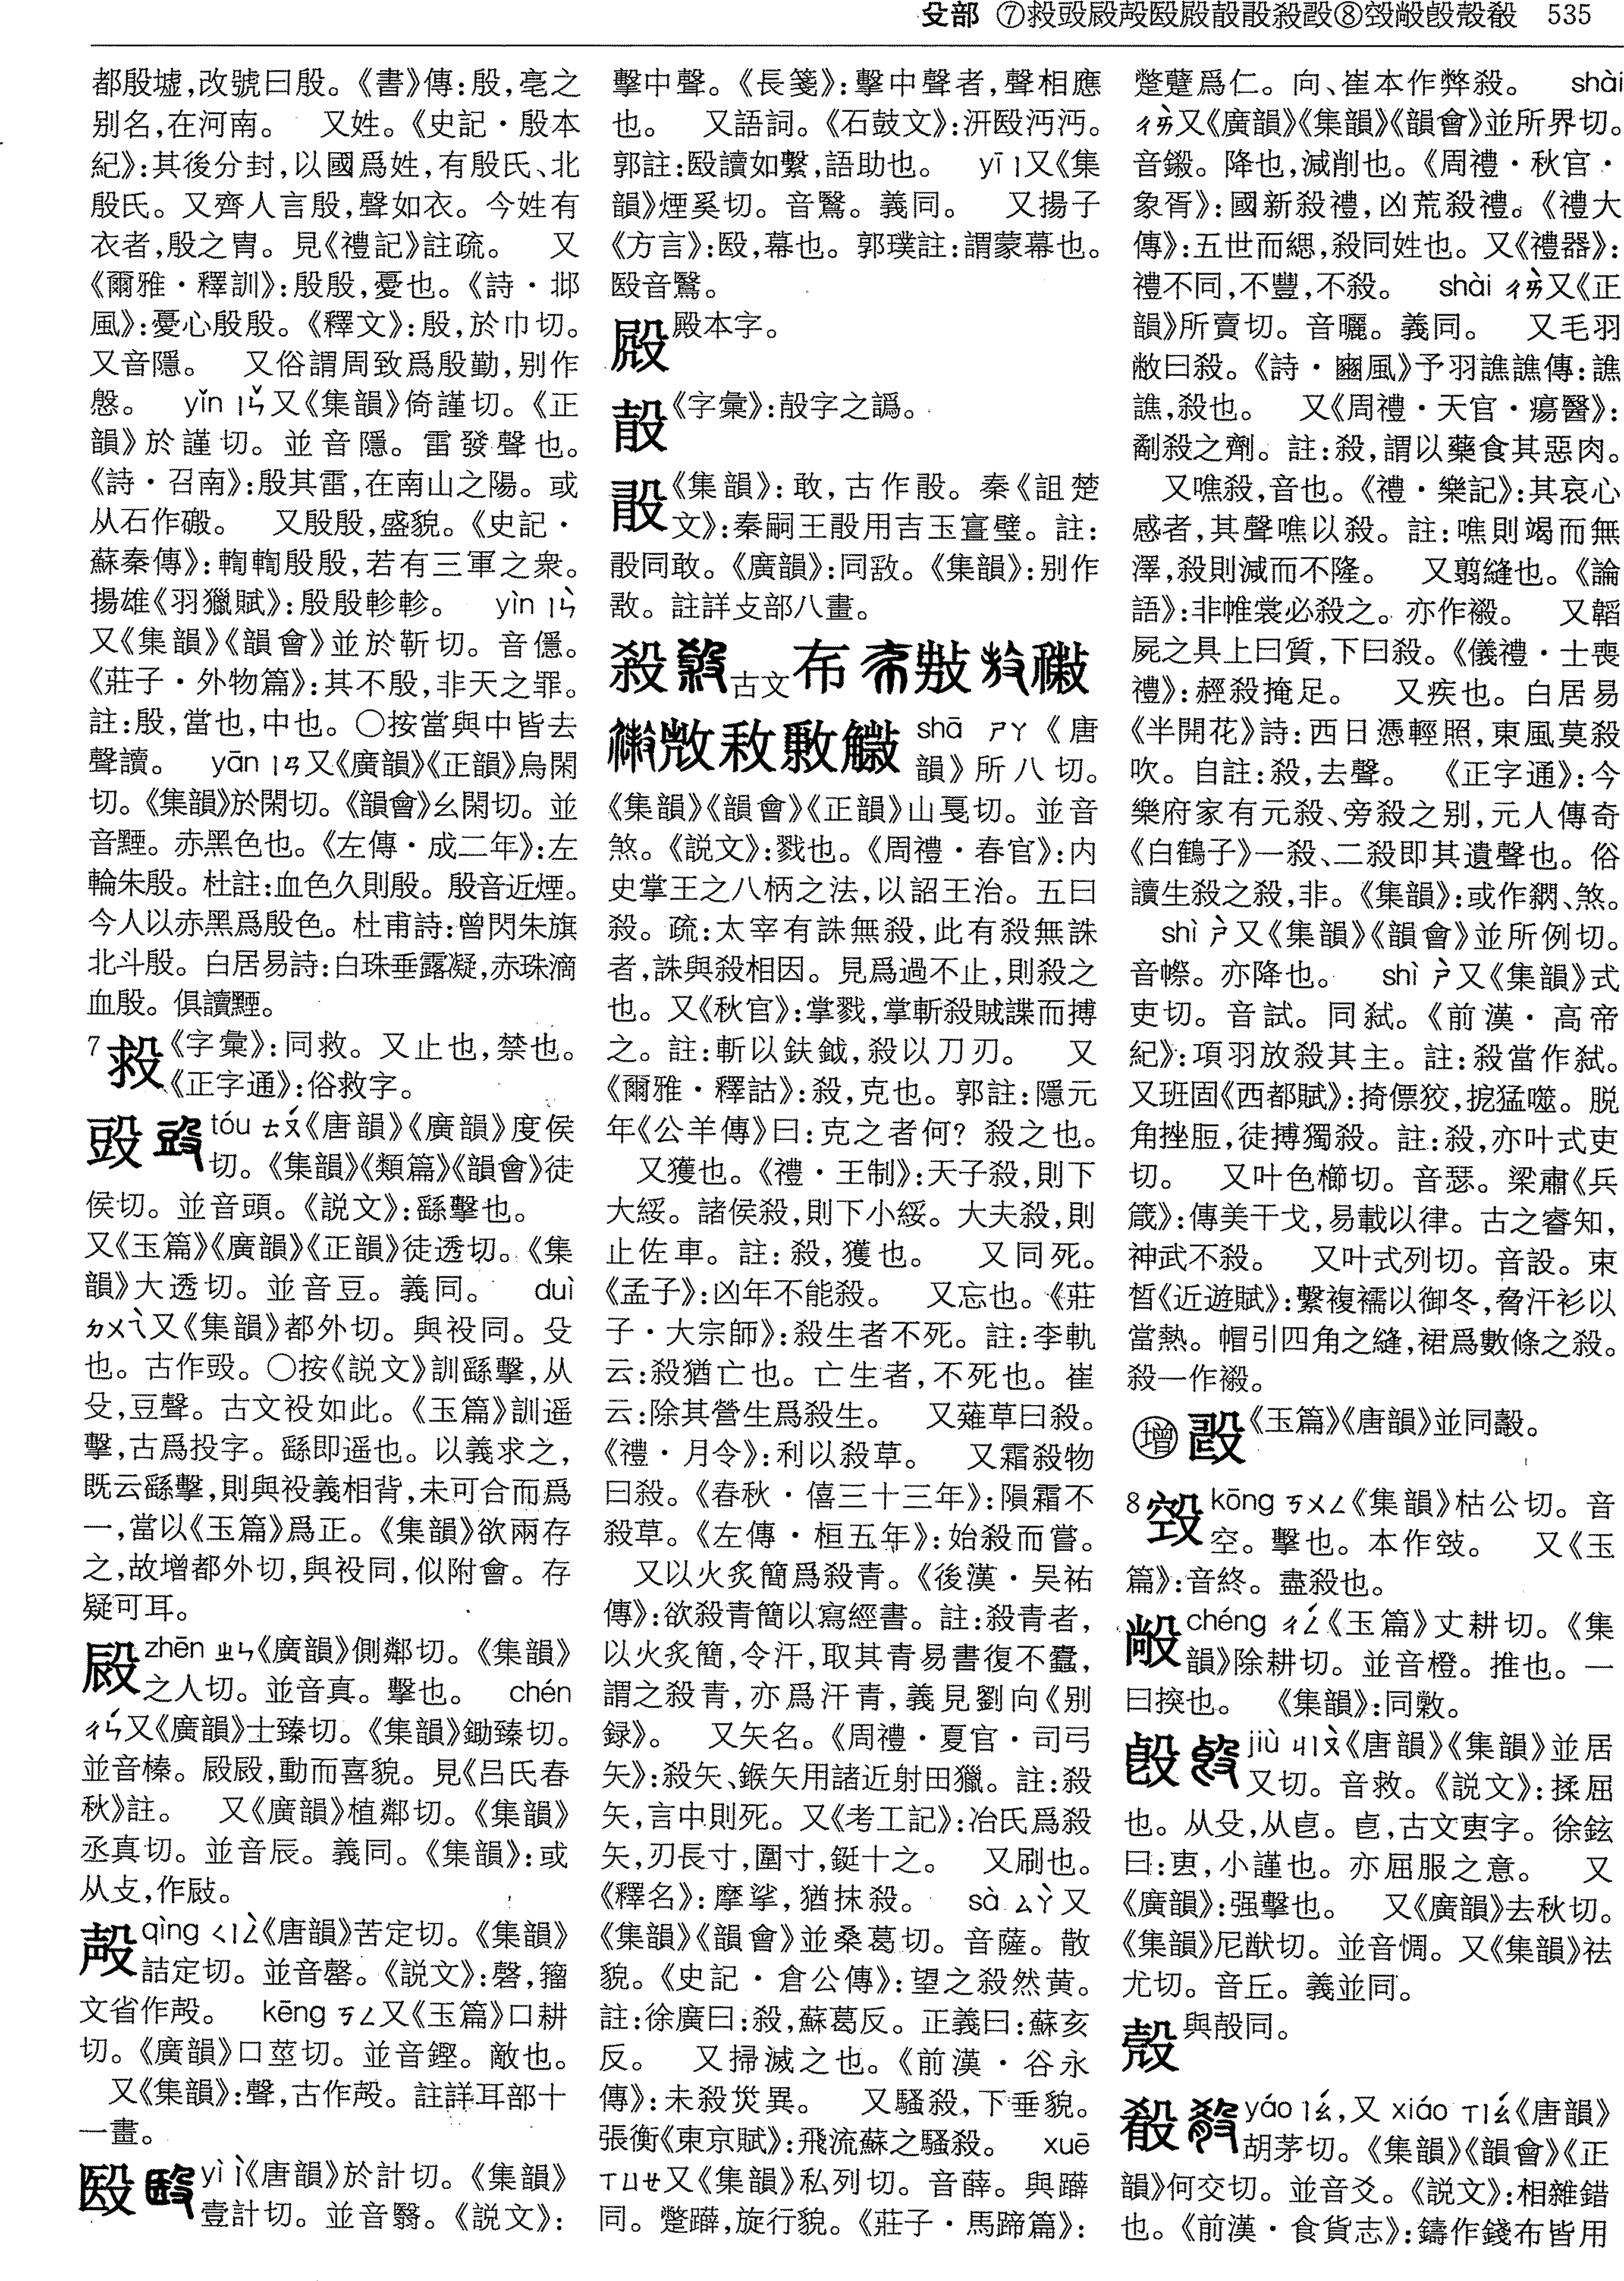 殳部 ⑦㱽㱾殿㱿殹𣪂殻㱼殺㱾⑧㲁㲂㲃殼殽 535
都殷墟,改號曰殷。《書》傳:殷,亳之
别名,在河南。 又姓。《史記·殷本
紀》:其後分封,以國爲姓,有殷氏、北
殷氏。又齊人言殷,聲如衣。今姓有
衣者,殷之胄。見《禮記》註疏。 又
《爾雅·釋訓》:殷殷,憂也。《詩·邶
風》:憂心殷殷。《釋文》:殷,於巾切。
又音隱。 又俗謂周致爲殷勤,别作
慇。 yǐn ㄧㄣˇ又《集韻》倚謹切。《正
韻》於謹切。並音隱。雷發聲也。
《詩·召南》:殷其雷,在南山之陽。或
从石作磤。 又殷殷,盛貌。《史記·
蘇秦傳》:輷輷殷殷,若有三軍之衆。
揚雄《羽獵賦》:殷殷軫軫。 yìn ㄧㄣˋ
又《集韻》《韻會》並於靳切。音㒚。
《莊子·外物篇》:其不殷,非天之罪。
註:殷,當也,中也。○按當與中皆去
聲讀。 yān ㄧㄢ又《廣韻》《正韻》烏閑
切。《集韻》於閑切。《韻會》幺閑切。並
音黫。赤黑色也。《左傳·成二年》:左
輪朱殷。杜註:血色久則殷。殷音近煙。
今人以赤黑爲殷色。杜甫詩:曾閃朱旗
北斗殷。白居易詩:白珠垂露凝,赤珠滴
血殷。俱讀黫。
7 《字彙》:同救。又止也,禁也。
《正字通》:俗救字。
tóu ㄊㄡˊ《唐韻》《廣韻》度侯
切。《集韻》《類篇》《韻會》徒
侯切。並音頭。《説文》:繇擊也。
又《玉篇》《廣韻》《正韻》徒透切。《集
韻》大透切。並音豆。義同。 duì
ㄉㄨㄟˋ又《集韻》都外切。與祋同。殳
也。古作㱾。○按《説文》訓繇擊,从
殳,豆聲。古文祋如此。《玉篇》訓遥
擊,古爲投字。繇即遥也。以義求之,
既云繇擊,則與祋義相背,未可合而爲
一,當以《玉篇》爲正。《集韻》欲兩存
之,故增都外切,與祋同,似附會。存
疑可耳。
zhēn ㄓㄣ《廣韻》側鄰切。《集韻》
之人切。並音真。擊也。 chén
ㄔㄣˊ又《廣韻》士臻切。《集韻》鋤臻切。
並音榛。𣪁𣪁,動而喜貌。見《吕氏春
秋》註。 又《廣韻》植鄰切。《集韻》
丞真切。並音辰。義同。《集韻》:或
从攴,作敐。
殸 qìng ㄑㄧㄥˋ《唐韻》苦定切。《集韻》
詰定切。並音罄。《説文》:磬,籀
文省作殸。 kēng ㄎㄥ又《玉篇》口耕
切。《廣韻》口莖切。並音鏗。敵也。
又《集韻》:聲,古作殸。註詳耳部十
一畫。
殹 殹 yì ㄧˋ《唐韻》於計切。《集韻》
壹計切。並音翳。《説文》:
擊中聲。《長箋》:擊中聲者,聲相應
也。 又語詞。《石鼓文》:汧殹沔沔。
郭註:殹讀如繄,語助也。 yī ㄧ又《集
韻》煙奚切。音鷖。義同。 又揚子
《方言》:殹,幕也。郭璞註:謂蒙幕也。
殹音鷖。
殿本字。
《字彙》:㱿字之譌。
《集韻》:敢,古作㱼。秦《詛楚
文》:秦嗣王㱼用吉玉宣璧。註:
㱼同敢。《廣韻》:同敔。《集韻》:别作
敢。註詳攴部八畫。
殺 殺 古文
shā ㄕㄚ《唐
韻》所八切。
《集韻》《韻會》《正韻》山戛切。並音
煞。《説文》:戮也。《周禮·春官》:内
史掌王之八柄之法,以詔王治。五曰
殺。疏:太宰有誅無殺,此有殺無誅
者,誅與殺相因。見爲過不止,則殺之
也。又《秋官》:掌戮,掌斬殺賊諜而搏
之。註:斬以鈇鉞,殺以刀刃。 又
《爾雅·釋詁》:殺,克也。郭註:隱元
年《公羊傳》曰:克之者何? 殺之也。
又獲也。《禮·王制》:天子殺,則下
大綏。諸侯殺,則下小綏。大夫殺,則
止佐車。註:殺,獲也。 又同死。
《孟子》:凶年不能殺。 又忘也。《莊
子·大宗師》:殺生者不死。註:李軌
云:殺猶亡也。亡生者,不死也。崔
云:除其營生爲殺生。 又薙草曰殺。
《禮·月令》:利以殺草。 又霜殺物
曰殺。《春秋·僖三十三年》:隕霜不
殺草。《左傳·桓五年》:始殺而嘗。
又以火炙簡爲殺青。《後漢·吴祐
傳》:欲殺青簡以寫經書。註:殺青者,
以火炙簡,令汗,取其青易書復不蠹,
謂之殺青,亦爲汗青,義見劉向《别
録》。 又矢名。《周禮·夏官·司弓
矢》:殺矢、鍭矢用諸近射田獵。註:殺
矢,言中則死。又《考工記》:冶氏爲殺
矢,刃長寸,圍寸,鋌十之。 又刷也。
《釋名》:摩挲,猶抹殺。 sà ㄙㄚˋ又
《集韻》《韻會》並桑葛切。音薩。散
貌。《史記·倉公傳》:望之殺然黄。
註:徐廣曰:殺,蘇葛反。正義曰:蘇亥
反。 又掃滅之也。《前漢·谷永
傳》:未殺災異。 又騷殺,下垂貌。
張衡《東京賦》:飛流蘇之騷殺。 xuē
ㄒㄩㄝ又《集韻》私列切。音薛。與躠
同。蹩躠,旋行貌。《莊子·馬蹄篇》:
蹩躠爲仁。向、崔本作弊殺。 shài
ㄔㄞˋ又《廣韻》《集韻》《韻會》並所界切。
音鎩。降也,減削也。《周禮·秋官·
象胥》:國新殺禮,凶荒殺禮。《禮大
傳》:五世而緦,殺同姓也。又《禮器》:
禮不同,不豐,不殺。 shài ㄔㄞˋ又《正
韻》所賣切。音曬。義同。 又毛羽
敝曰殺。《詩·豳風》予羽譙譙傳:譙
譙,殺也。 又《周禮·天官·瘍醫》:
劀殺之劑。註:殺,謂以藥食其惡肉。
又噍殺,音也。《禮·樂記》:其哀心
感者,其聲噍以殺。註:噍則竭而無
澤,殺則減而不隆。 又翦縫也。《論
語》:非帷裳必殺之。亦作襏。 又韜
屍之具上曰質,下曰殺。《儀禮·士喪
禮》:經殺掩足。 又疾也。白居易
《半開花》詩:西日憑輕照,東風莫殺
吹。自註:殺,去聲。 《正字通》:今
樂府家有元殺、旁殺之别,元人傳奇
《白鶴子》一殺、二殺即其遺聲也。俗
讀生殺之殺,非。《集韻》:或作閷、煞。
shì ㄕˋ又《集韻》《韻會》並所例切。
音㡜。亦降也。 shì ㄕˋ又《集韻》式
吏切。音試。同弑。《前漢·高帝
紀》:項羽放殺其主。註:殺當作弑。
又班固《西都賦》:掎僄狡,扼猛噬。脱
角挫脰,徒搏獨殺。註:殺,亦叶式吏
切。 又叶色櫛切。音瑟。梁肅《兵
箴》:傳美干戈,易載以律。古之睿知,
神武不殺。 又叶式列切。音設。束
晳《近遊賦》:繫複襦以御冬,脅汗衫以
當熱。帽引四角之縫,裙爲數條之殺。
殺一作襏。
增 《玉篇》《唐韻》並同毃。
8 kōng ㄎㄨㄥ《集韻》枯公切。音
空。擊也。本作㲁。 又《玉
篇》:音終。盡殺也。
chéng ㄔㄥˊ《玉篇》丈耕切。《集
韻》除耕切。並音橙。推也。一
曰揬也。 《集韻》:同㲂。
jiù ㄐㄧㄡˋ《唐韻》《集韻》並居
又切。音救。《説文》:揉屈
也。从殳,从㠯。㠯,古文叀字。徐鉉
曰:叀,小謹也。亦屈服之意。 又
《廣韻》:强擊也。 又《廣韻》去秋切。
《集韻》尼猷切。並音惆。又《集韻》祛
尤切。音丘。義並同。
殼 與㱿同。
殽 殽 yáo ㄧㄠˊ,又 xiáo ㄒㄧㄠˊ《唐韻》
胡茅切。《集韻》《韻會》《正
韻》何交切。並音爻。《説文》:相雜錯
也。《前漢·食貨志》:鑄作錢布皆用